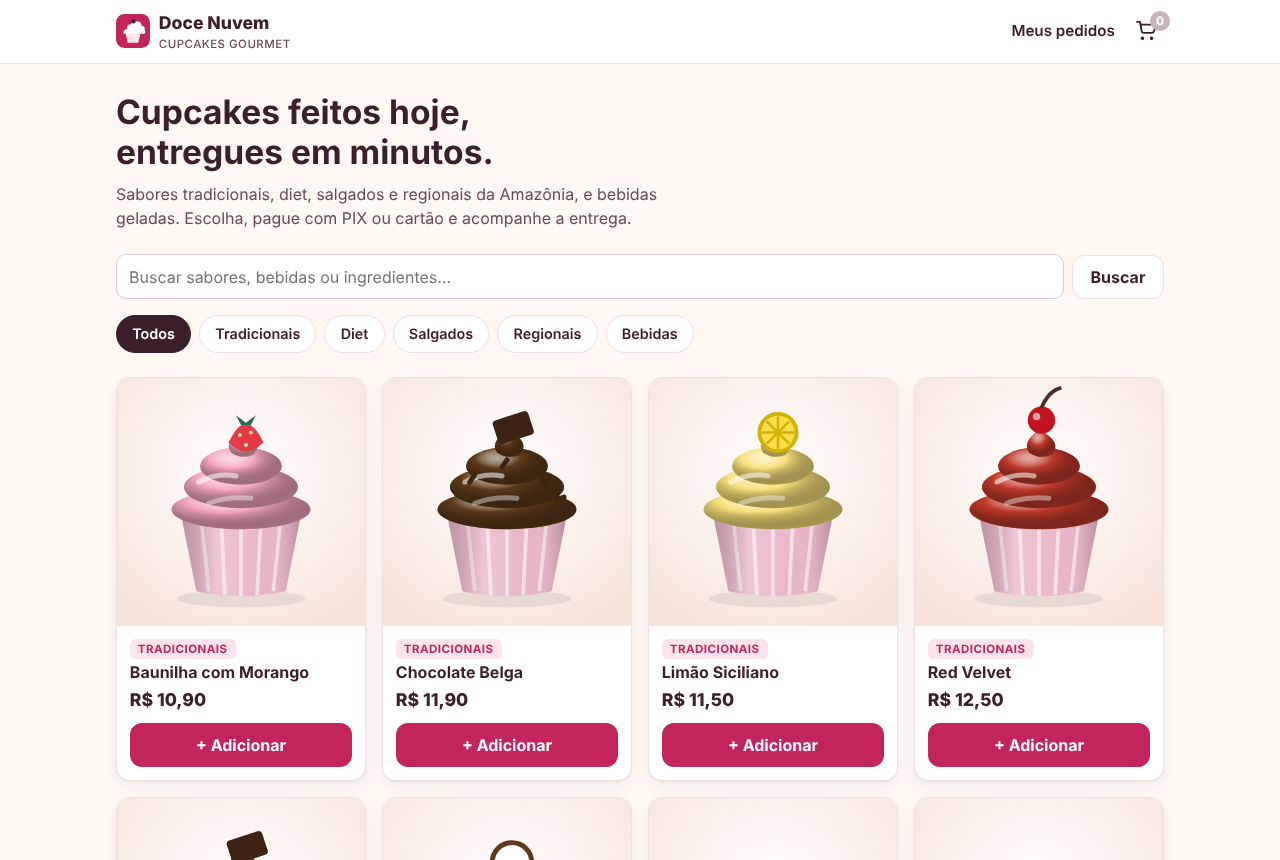 Doce Nuvem
CUPCAKES GOURMET
Meus pedidos
0
Cupcakes feitos hoje,
entregues em minutos.
Sabores tradicionais, diet, salgados e regionais da Amazônia, e bebidas
geladas. Escolha, pague com PIX ou cartão e acompanhe a entrega.
Buscar sabores, bebidas ou ingredientes...
Buscar
Todos
Tradicionais
Diet
Salgados
Regionais
Bebidas
TRADICIONAIS
Baunilha com Morango
R$ 10,90
+ Adicionar
TRADICIONAIS
Chocolate Belga
R$ 11,90
+ Adicionar
TRADICIONAIS
Limão Siciliano
R$ 11,50
+ Adicionar
TRADICIONAIS
Red Velvet
R$ 12,50
+ Adicionar